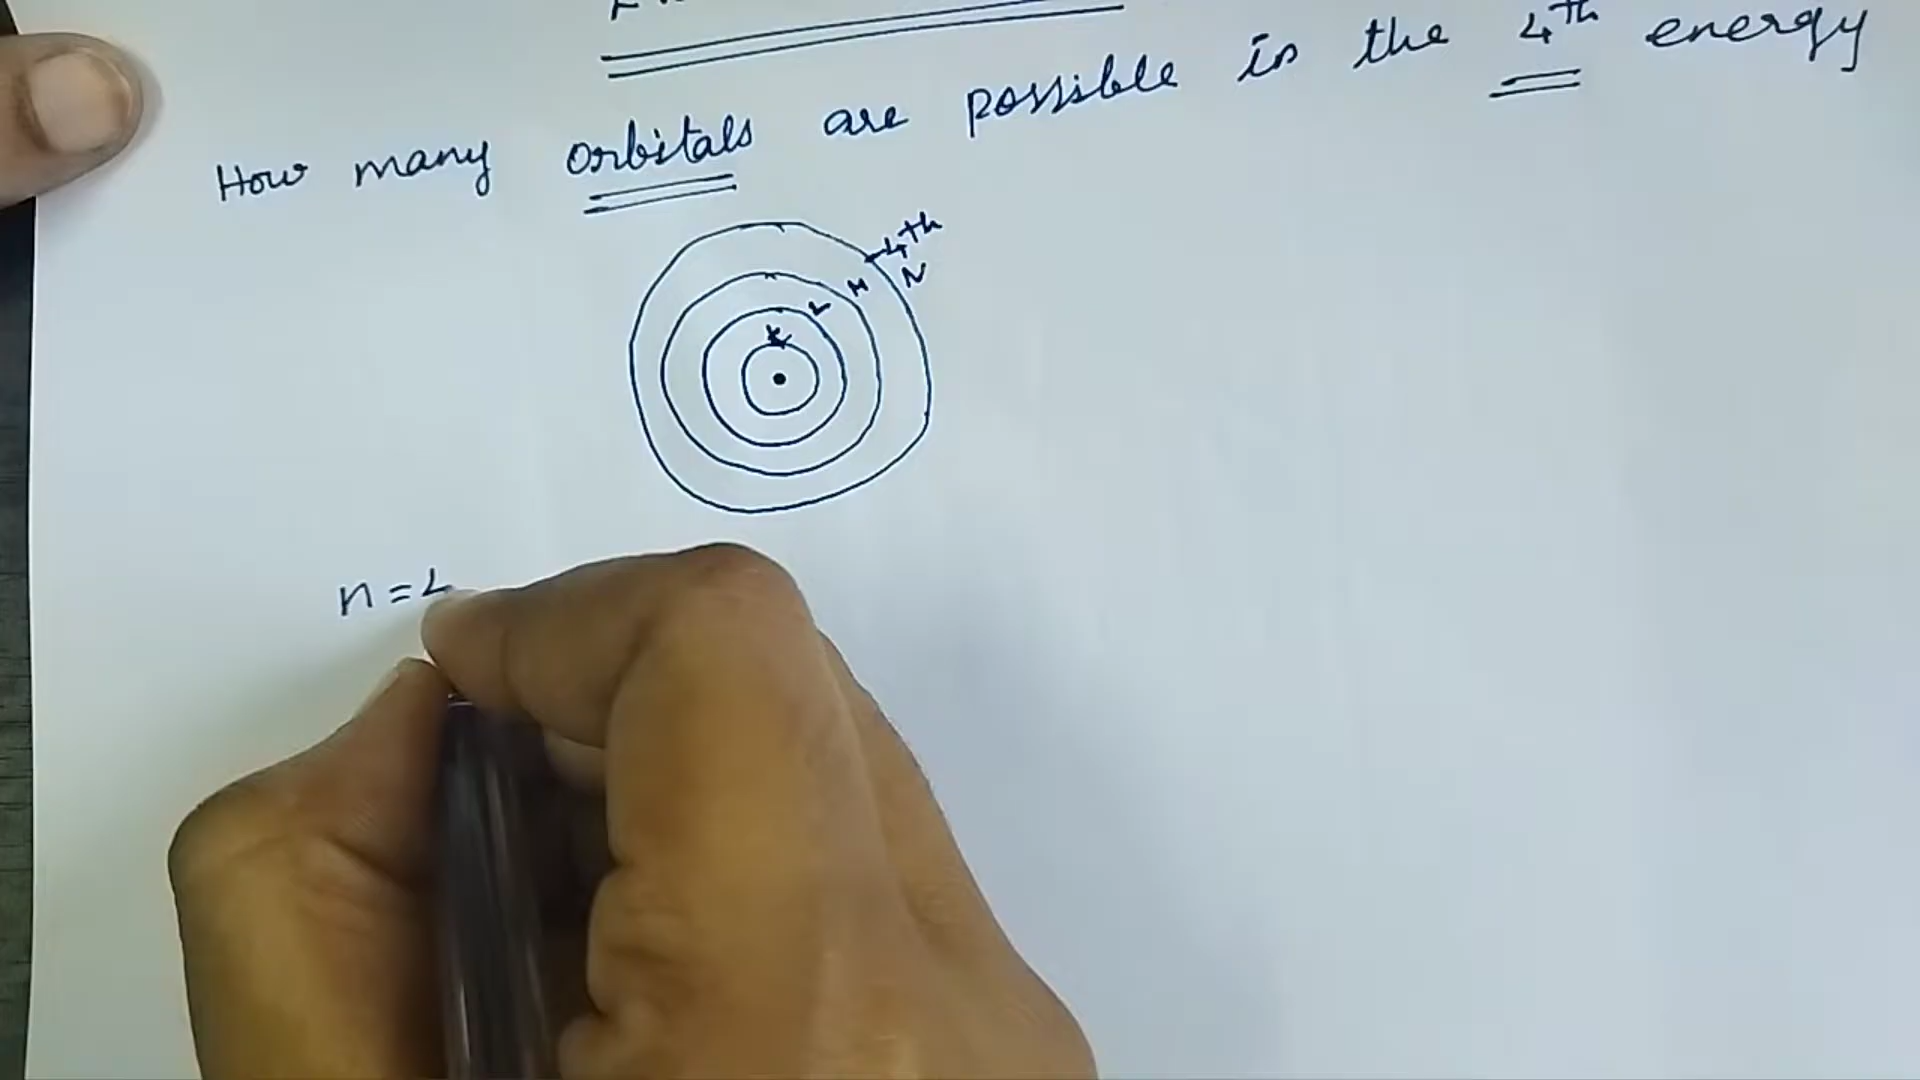 How many orbitals are possible in the 4th energy
4th
K L M N
n = 4